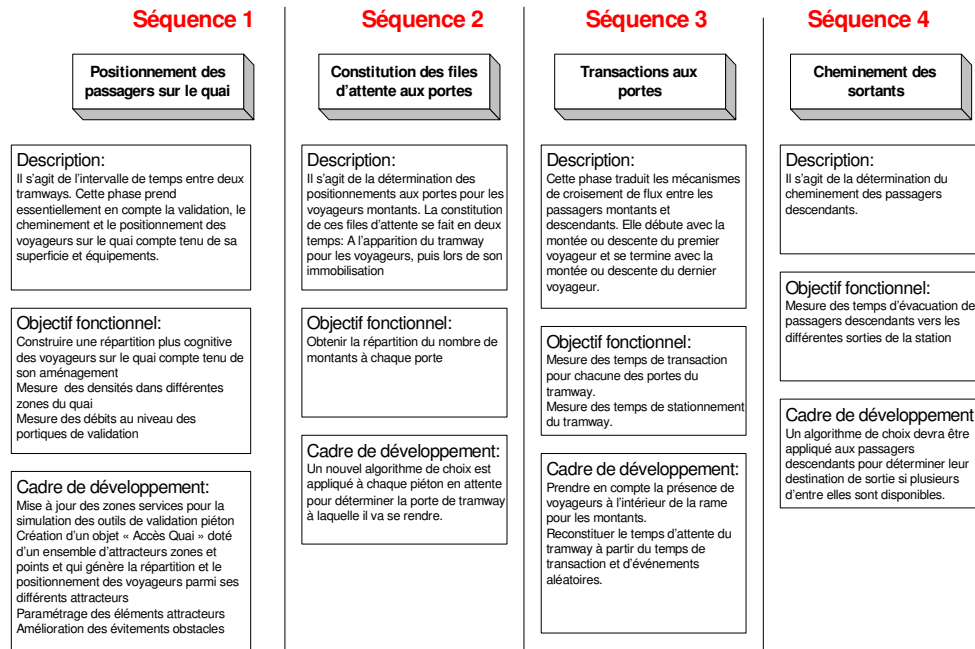 Séquence 1
Positionnement des
passagers sur le quai
Description:
Il s'agit de l'intervalle de temps entre deux
tramways. Cette phase prend
essentiellement en compte la validation, le
cheminement et le positionnement des
voyageurs sur le quai compte tenu de sa
superficie et équipements.
Objectif fonctionnel:
Construire une répartition plus cognitive
des voyageurs sur le quai compte tenu de
son aménagement
Mesure des densités dans différentes
zones du quai
Mesure des débits au niveau des
portiques de validation
Cadre de développement:
Mise à jour des zones services pour la
simulation des outils de validation piéton
Création d'un objet « Accès Quai » doté
d'un ensemble d'attracteurs zones et
points et qui génère la répartition et le
positionnement des voyageurs parmi ses
différents attracteurs
Paramétrage des éléments attracteurs
Amélioration des évitements obstacles
Séquence 2
Constitution des files
d'attente aux portes
Description:
Il s'agit de la détermination des
positionnements aux portes pour les
voyageurs montants. La constitution
de ces files d'attente se fait en deux
temps: A l'apparition du tramway
pour les voyageurs, puis lors de son
immobilisation
Objectif fonctionnel:
Obtenir la répartition du nombre de
montants à chaque porte
Cadre de développement:
Un nouvel algorithme de choix est
appliqué à chaque piéton en attente
pour déterminer la porte de tramway
à laquelle il va se rendre.
Séquence 3
Transactions aux
portes
Description:
Cette phase traduit les mécanismes
de croisement de flux entre les
passagers montants et
descendants. Elle débute avec la
montée ou descente du premier
voyageur et se termine avec la
montée ou descente du dernier
voyageur.
Objectif fonctionnel:
Mesure des temps de transaction
pour chacune des portes du
tramway.
Mesure des temps de stationnement
du tramway.
Cadre de développement:
Prendre en compte la présence de
voyageurs à l'intérieur de la rame
pour les montants.
Reconstituer le temps d'attente du
tramway à partir du temps de
transaction et d'événements
aléatoires.
Séquence 4
Cheminement des
sortants
Description:
Il s'agit de la détermination du
cheminement des passagers
descendants.
Objectif fonctionnel:
Mesure des temps d'évacuation de
passagers descendants vers les
différentes sorties de la station
Cadre de développement
Un algorithme de choix devra être
appliqué aux passagers
descendants pour déterminer leur
destination de sortie si plusieurs
d'entre elles sont disponibles.